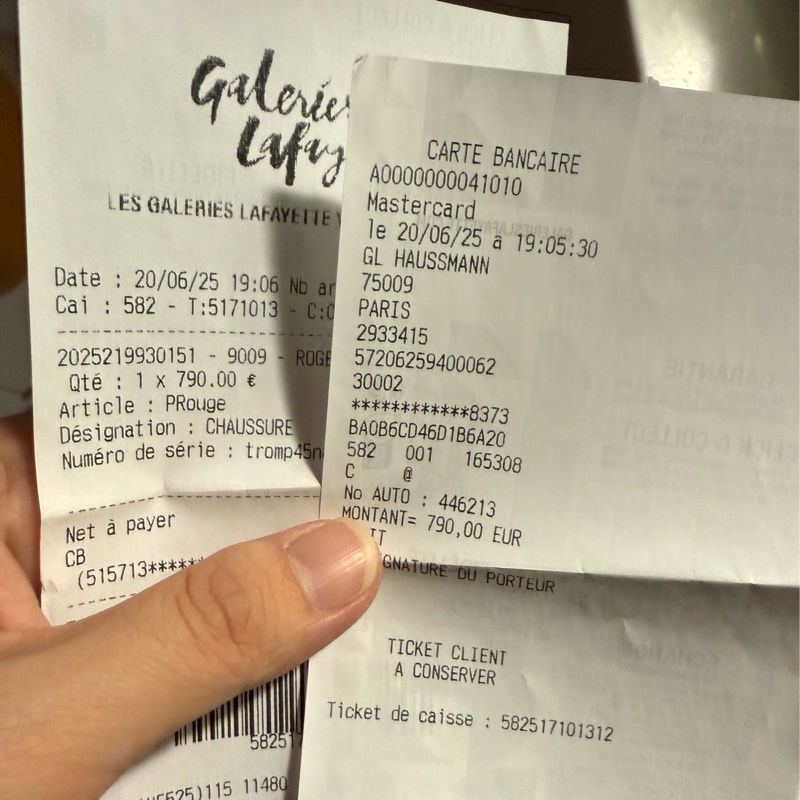 Galeries
Lafay
LES GALERIES LAFAYETTE
Date : 20/06/25 19:06 Nb ar
Cai : 582 - T:5171013 - C:0
2025219930151 - 9009 - ROGE
Qté : 1 x 790.00 €
Article : PRouge
Désignation : CHAUSSURE
Numéro de série : tromp45n
Net à payer
CB
(515713*****
58251
)115 11480
CARTE BANCAIRE
A0000000041010
Mastercard
le 20/06/25 a 19:05:30
GL HAUSSMANN
75009
PARIS
2933415
57206259400062
30002
************8373
BA0B6CD46D1B6A20
582 001 165308
C @
No AUTO : 446213
MONTANT= 790,00 EUR
IT
GNATURE DU PORTEUR
TICKET CLIENT
A CONSERVER
Ticket de caisse : 582517101312